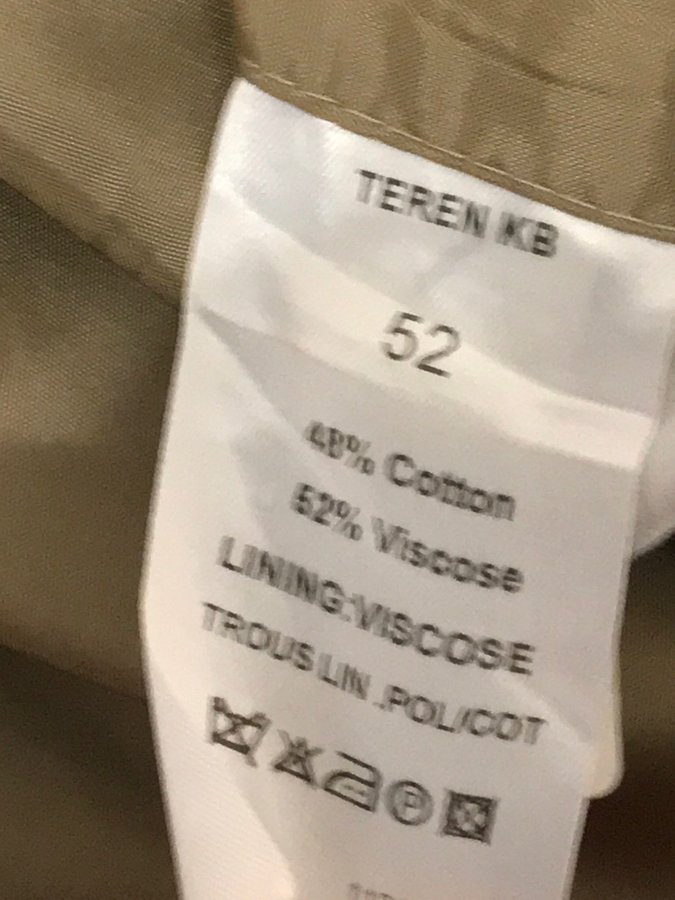 TEREN KB
52
48% Cotton
52% Viscose
LINING:VISCOSE
TROUS LIN .POL/COT
P